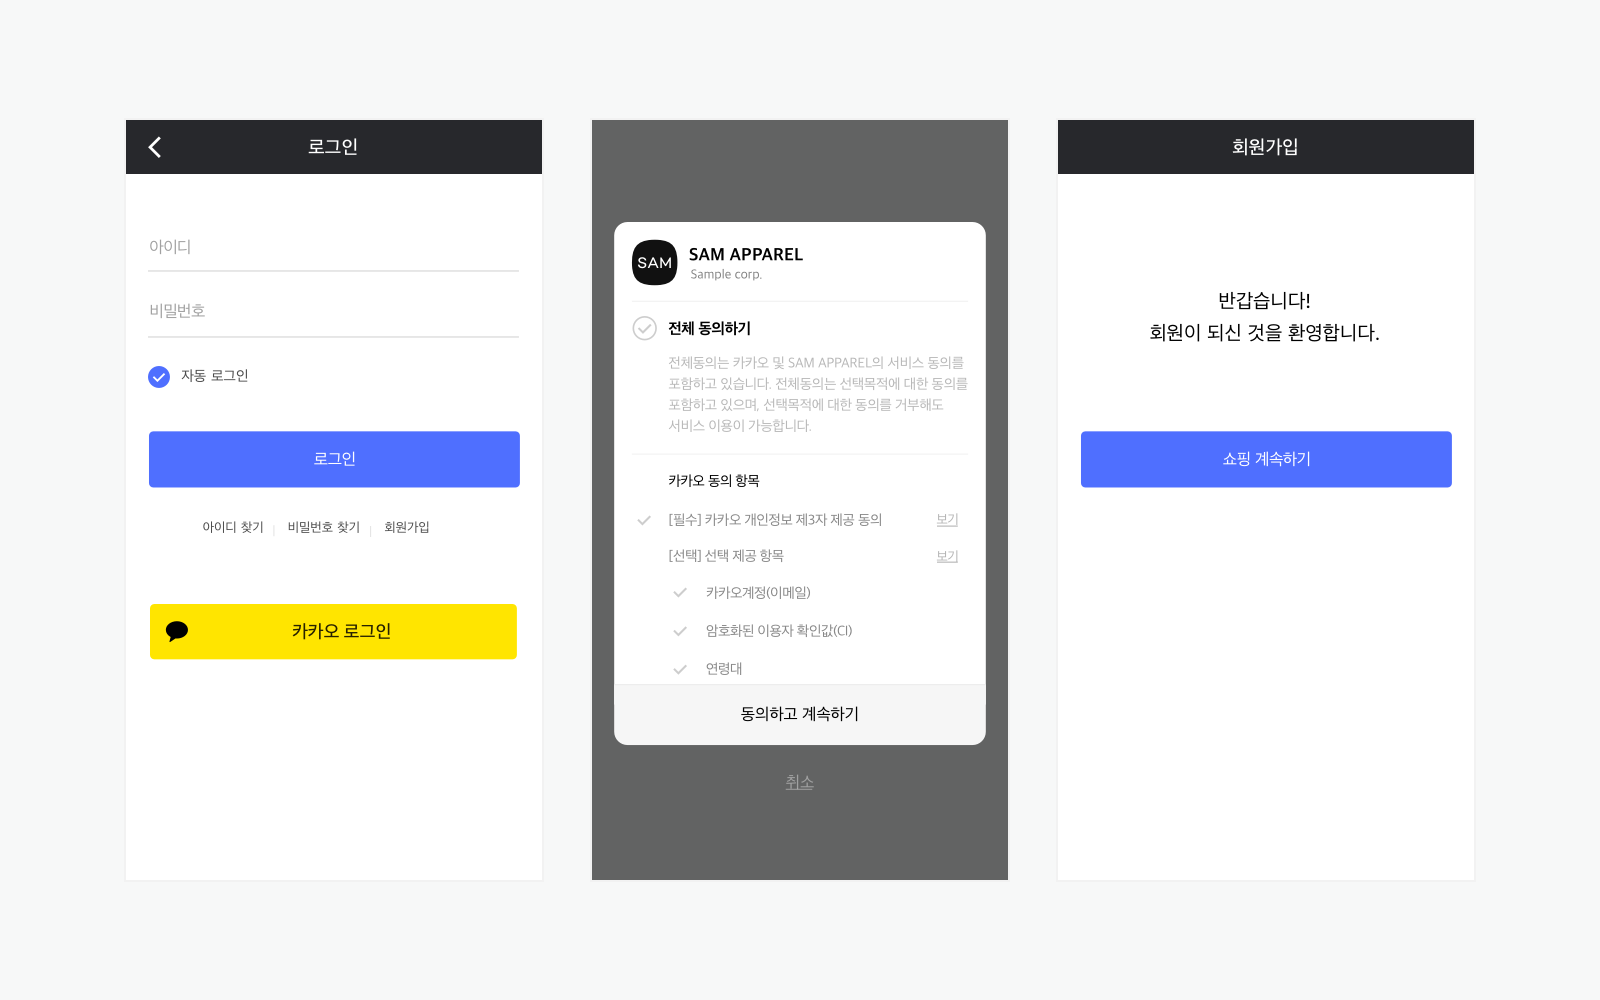 로그인
아이디
비밀번호
자동 로그인
로그인
아이디 찾기
비밀번호 찾기
회원가입
카카오 로그인
SAM
SAM APPAREL
Sample corp.
전체 동의하기
전체동의는 카카오 및 SAM APPAREL의 서비스 동의를
포함하고 있습니다. 전체동의는 선택목적에 대한 동의를
포함하고 있으며, 선택목적에 대한 동의를 거부해도
서비스 이용이 가능합니다.
카카오 동의 항목
[필수] 카카오 개인정보 제3자 제공 동의 보기
[선택] 선택 제공 항목 보기
카카오계정(이메일)
암호화된 이용자 확인값(CI)
연령대
동의하고 계속하기
취소
회원가입
반갑습니다!
회원이 되신 것을 환영합니다.
쇼핑 계속하기